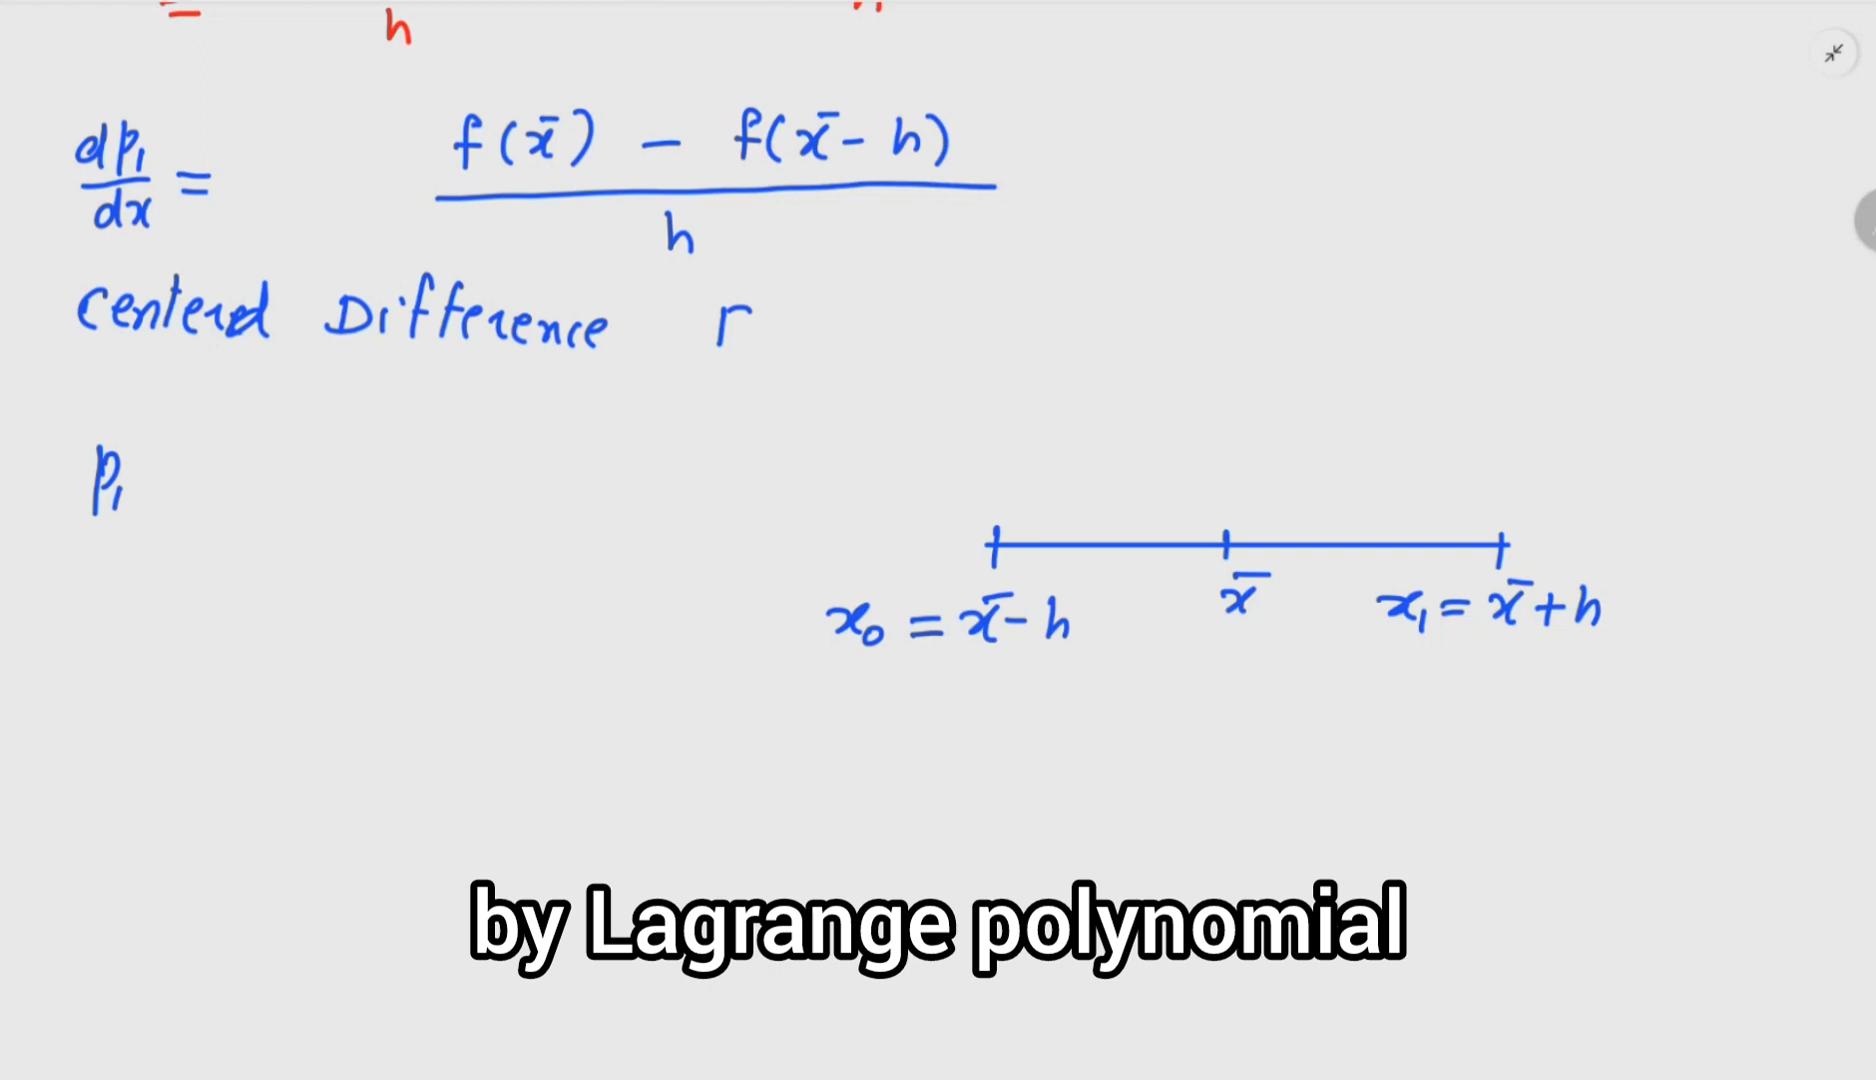 = h
dp₁/dx = (f(x̄) - f(x̄ - h))/h
Centered Difference r
p₁
x₀ = x̄ - h x̄ x₁ = x̄ + h
by Lagrange polynomial